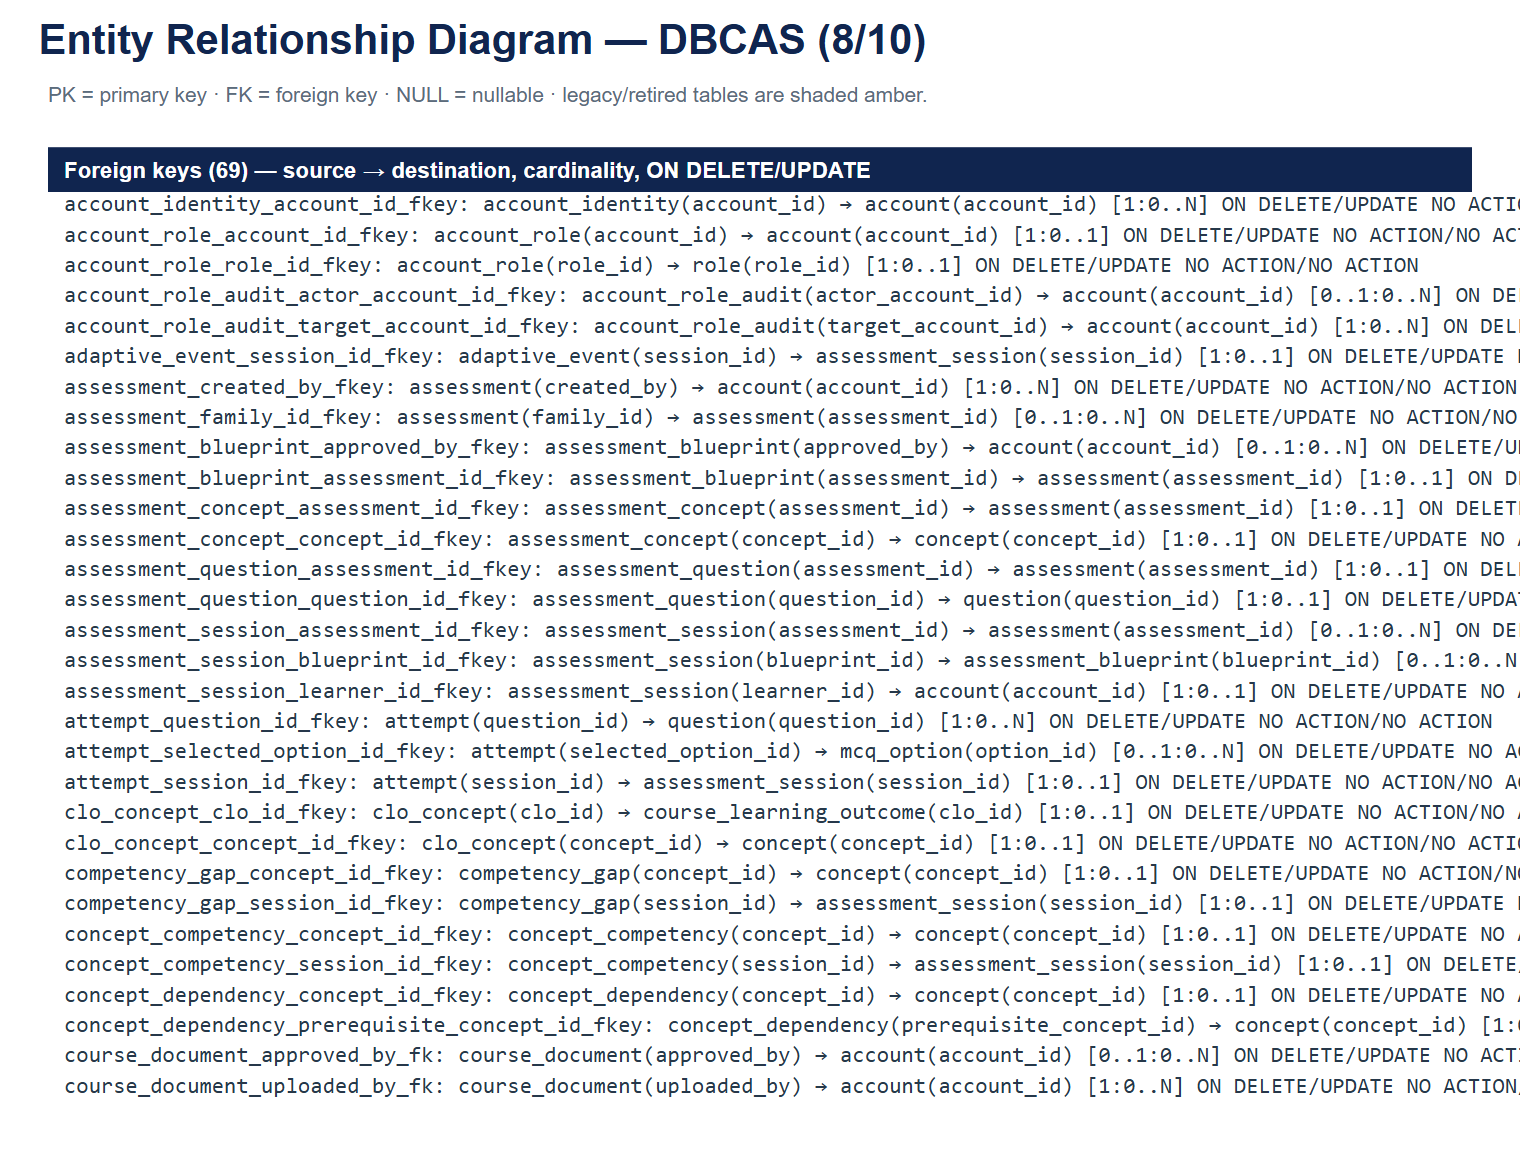 Entity Relationship Diagram — DBCAS (8/10)
PK = primary key · FK = foreign key · NULL = nullable · legacy/retired tables are shaded amber.
Foreign keys (69) — source → destination, cardinality, ON DELETE/UPDATE
account_identity_account_id_fkey: account_identity(account_id) → account(account_id) [1:0..N] ON DELETE/UPDATE NO ACTIO
account_role_account_id_fkey: account_role(account_id) → account(account_id) [1:0..1] ON DELETE/UPDATE NO ACTION/NO ACT
account_role_role_id_fkey: account_role(role_id) → role(role_id) [1:0..1] ON DELETE/UPDATE NO ACTION/NO ACTION
account_role_audit_actor_account_id_fkey: account_role_audit(actor_account_id) → account(account_id) [0..1:0..N] ON DE
account_role_audit_target_account_id_fkey: account_role_audit(target_account_id) → account(account_id) [1:0..N] ON DEL
adaptive_event_session_id_fkey: adaptive_event(session_id) → assessment_session(session_id) [1:0..1] ON DELETE/UPDATE
assessment_created_by_fkey: assessment(created_by) → account(account_id) [1:0..N] ON DELETE/UPDATE NO ACTION/NO ACTION
assessment_family_id_fkey: assessment(family_id) → assessment(assessment_id) [0..1:0..N] ON DELETE/UPDATE NO ACTION/NO
assessment_blueprint_approved_by_fkey: assessment_blueprint(approved_by) → account(account_id) [0..1:0..N] ON DELETE/U
assessment_blueprint_assessment_id_fkey: assessment_blueprint(assessment_id) → assessment(assessment_id) [1:0..1] ON D
assessment_concept_assessment_id_fkey: assessment_concept(assessment_id) → assessment(assessment_id) [1:0..1] ON DELET
assessment_concept_concept_id_fkey: assessment_concept(concept_id) → concept(concept_id) [1:0..1] ON DELETE/UPDATE NO
assessment_question_assessment_id_fkey: assessment_question(assessment_id) → assessment(assessment_id) [1:0..1] ON DEL
assessment_question_question_id_fkey: assessment_question(question_id) → question(question_id) [1:0..1] ON DELETE/UPDA
assessment_session_assessment_id_fkey: assessment_session(assessment_id) → assessment(assessment_id) [0..1:0..N] ON DE
assessment_session_blueprint_id_fkey: assessment_session(blueprint_id) → assessment_blueprint(blueprint_id) [0..1:0..N
assessment_session_learner_id_fkey: assessment_session(learner_id) → account(account_id) [1:0..1] ON DELETE/UPDATE NO
attempt_question_id_fkey: attempt(question_id) → question(question_id) [1:0..N] ON DELETE/UPDATE NO ACTION/NO ACTION
attempt_selected_option_id_fkey: attempt(selected_option_id) → mcq_option(option_id) [0..1:0..N] ON DELETE/UPDATE NO A
attempt_session_id_fkey: attempt(session_id) → assessment_session(session_id) [1:0..1] ON DELETE/UPDATE NO ACTION/NO A
clo_concept_clo_id_fkey: clo_concept(clo_id) → course_learning_outcome(clo_id) [1:0..1] ON DELETE/UPDATE NO ACTION/NO
clo_concept_concept_id_fkey: clo_concept(concept_id) → concept(concept_id) [1:0..1] ON DELETE/UPDATE NO ACTION/NO ACTIO
competency_gap_concept_id_fkey: competency_gap(concept_id) → concept(concept_id) [1:0..1] ON DELETE/UPDATE NO ACTION/NO
competency_gap_session_id_fkey: competency_gap(session_id) → assessment_session(session_id) [1:0..1] ON DELETE/UPDATE
concept_competency_concept_id_fkey: concept_competency(concept_id) → concept(concept_id) [1:0..1] ON DELETE/UPDATE NO
concept_competency_session_id_fkey: concept_competency(session_id) → assessment_session(session_id) [1:0..1] ON DELETE/
concept_dependency_concept_id_fkey: concept_dependency(concept_id) → concept(concept_id) [1:0..1] ON DELETE/UPDATE NO
concept_dependency_prerequisite_concept_id_fkey: concept_dependency(prerequisite_concept_id) → concept(concept_id) [1:0
course_document_approved_by_fk: course_document(approved_by) → account(account_id) [0..1:0..N] ON DELETE/UPDATE NO ACTI
course_document_uploaded_by_fk: course_document(uploaded_by) → account(account_id) [1:0..N] ON DELETE/UPDATE NO ACTION/